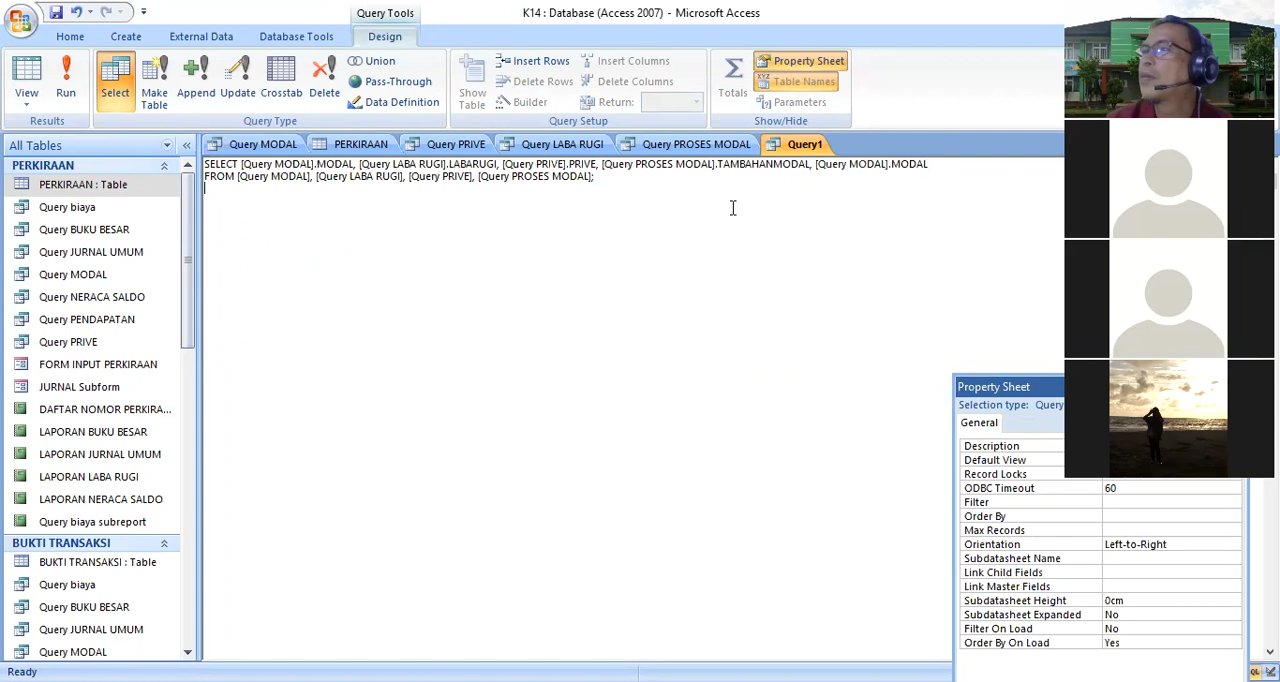 K14 : Database (Access 2007) - Microsoft Access
Query Tools
Home
Create
External Data
Database Tools
Design
View
Run
Results
Select
Make Table
Append
Update
Crosstab
Delete
Union
Pass-Through
Data Definition
Query Type
Show Table
Insert Rows
Delete Rows
Builder
Insert Columns
Delete Columns
Return:
Query Setup
Totals
Property Sheet
Table Names
Parameters
Show/Hide
All Tables
Query MODAL
PERKIRAAN
Query PRIVE
Query LABA RUGI
Query PROSES MODAL
Query1
SELECT [Query MODAL].MODAL, [Query LABA RUGI].LABARUGI, [Query PRIVE].PRIVE, [Query PROSES MODAL].TAMBAHANMODAL, [Query MODAL].MODAL
FROM [Query MODAL], [Query LABA RUGI], [Query PRIVE], [Query PROSES MODAL];
PERKIRAAN
PERKIRAAN : Table
Query biaya
Query BUKU BESAR
Query JURNAL UMUM
Query MODAL
Query NERACA SALDO
Query PENDAPATAN
Query PRIVE
FORM INPUT PERKIRAAN
JURNAL Subform
DAFTAR NOMOR PERKIRA...
LAPORAN BUKU BESAR
LAPORAN JURNAL UMUM
LAPORAN LABA RUGI
LAPORAN NERACA SALDO
Query biaya subreport
BUKTI TRANSAKSI
BUKTI TRANSAKSI : Table
Query biaya
Query BUKU BESAR
Query JURNAL UMUM
Query MODAL
Property Sheet
Selection type: Query
General
Description
Default View
Record Locks
ODBC Timeout 60
Filter
Order By
Max Records
Orientation Left-to-Right
Subdatasheet Name
Link Child Fields
Link Master Fields
Subdatasheet Height 0cm
Subdatasheet Expanded No
Filter On Load No
Order By On Load Yes
Ready